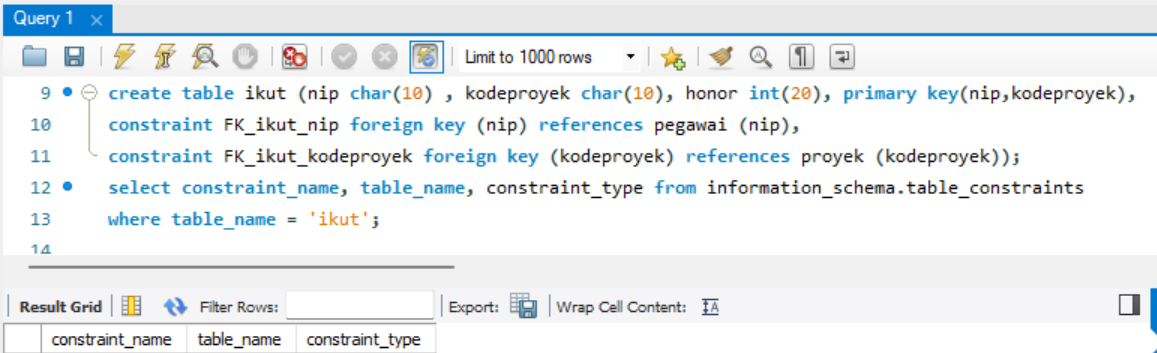 Query 1
Limit to 1000 rows
9 create table ikut (nip char(10) , kodeproyek char(10), honor int(20), primary key(nip,kodeproyek),
10 constraint FK_ikut_nip foreign key (nip) references pegawai (nip),
11 constraint FK_ikut_kodeproyek foreign key (kodeproyek) references proyek (kodeproyek));
12 select constraint_name, table_name, constraint_type from information_schema.table_constraints
13 where table_name = 'ikut';
14
Result Grid Filter Rows: Export: Wrap Cell Content: IA
constraint_name table_name constraint_type